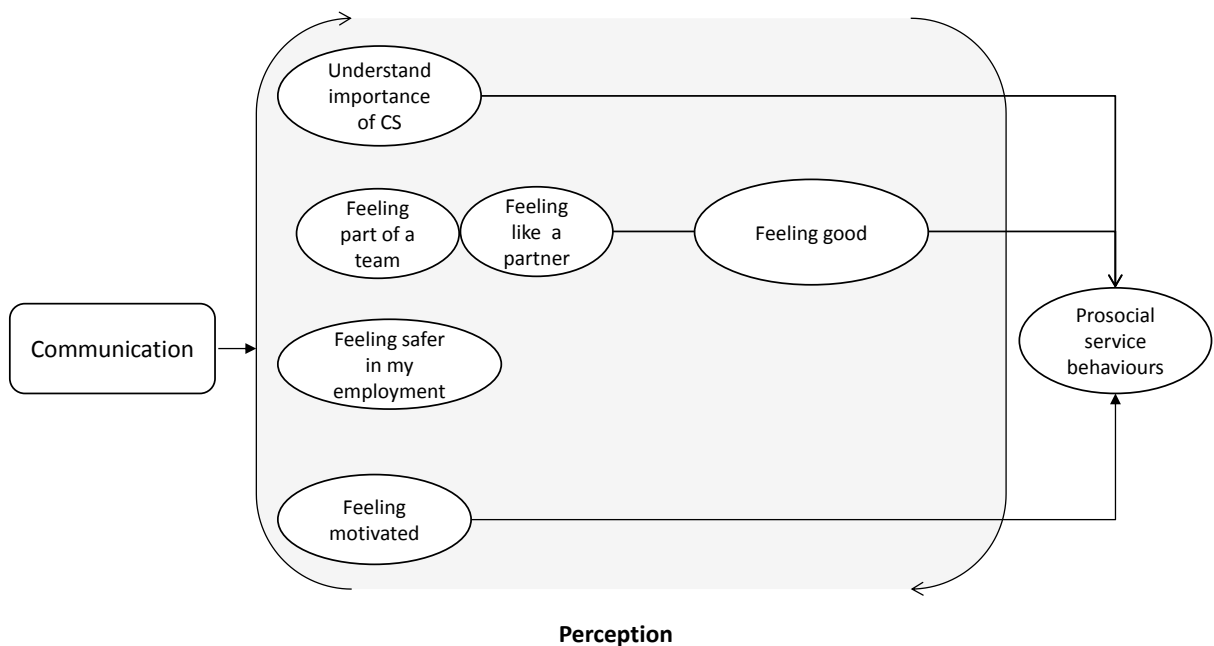 Understand
importance
of CS
Feeling
part of a
team
Feeling
like a
partner
Feeling good
Communication
Feeling safer
in my
employment
Prosocial
service
behaviours
Feeling
motivated
Perception